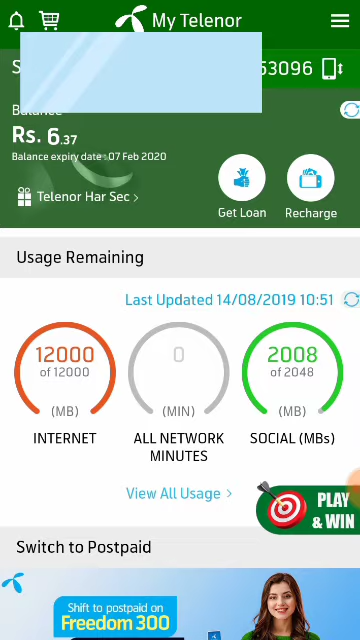 My Telenor
S
53096
Balance
Rs. 6.37
Balance expiry date :07 Feb 2020
Telenor Har Sec >
Get Loan
Recharge
Usage Remaining
Last Updated 14/08/2019 10:51
12000
of 12000
(MB)
INTERNET
0
(MIN)
ALL NETWORK
MINUTES
2008
of 2048
(MB)
SOCIAL (MBs)
View All Usage >
PLAY
& WIN
Switch to Postpaid
Shift to postpaid on
Freedom 300